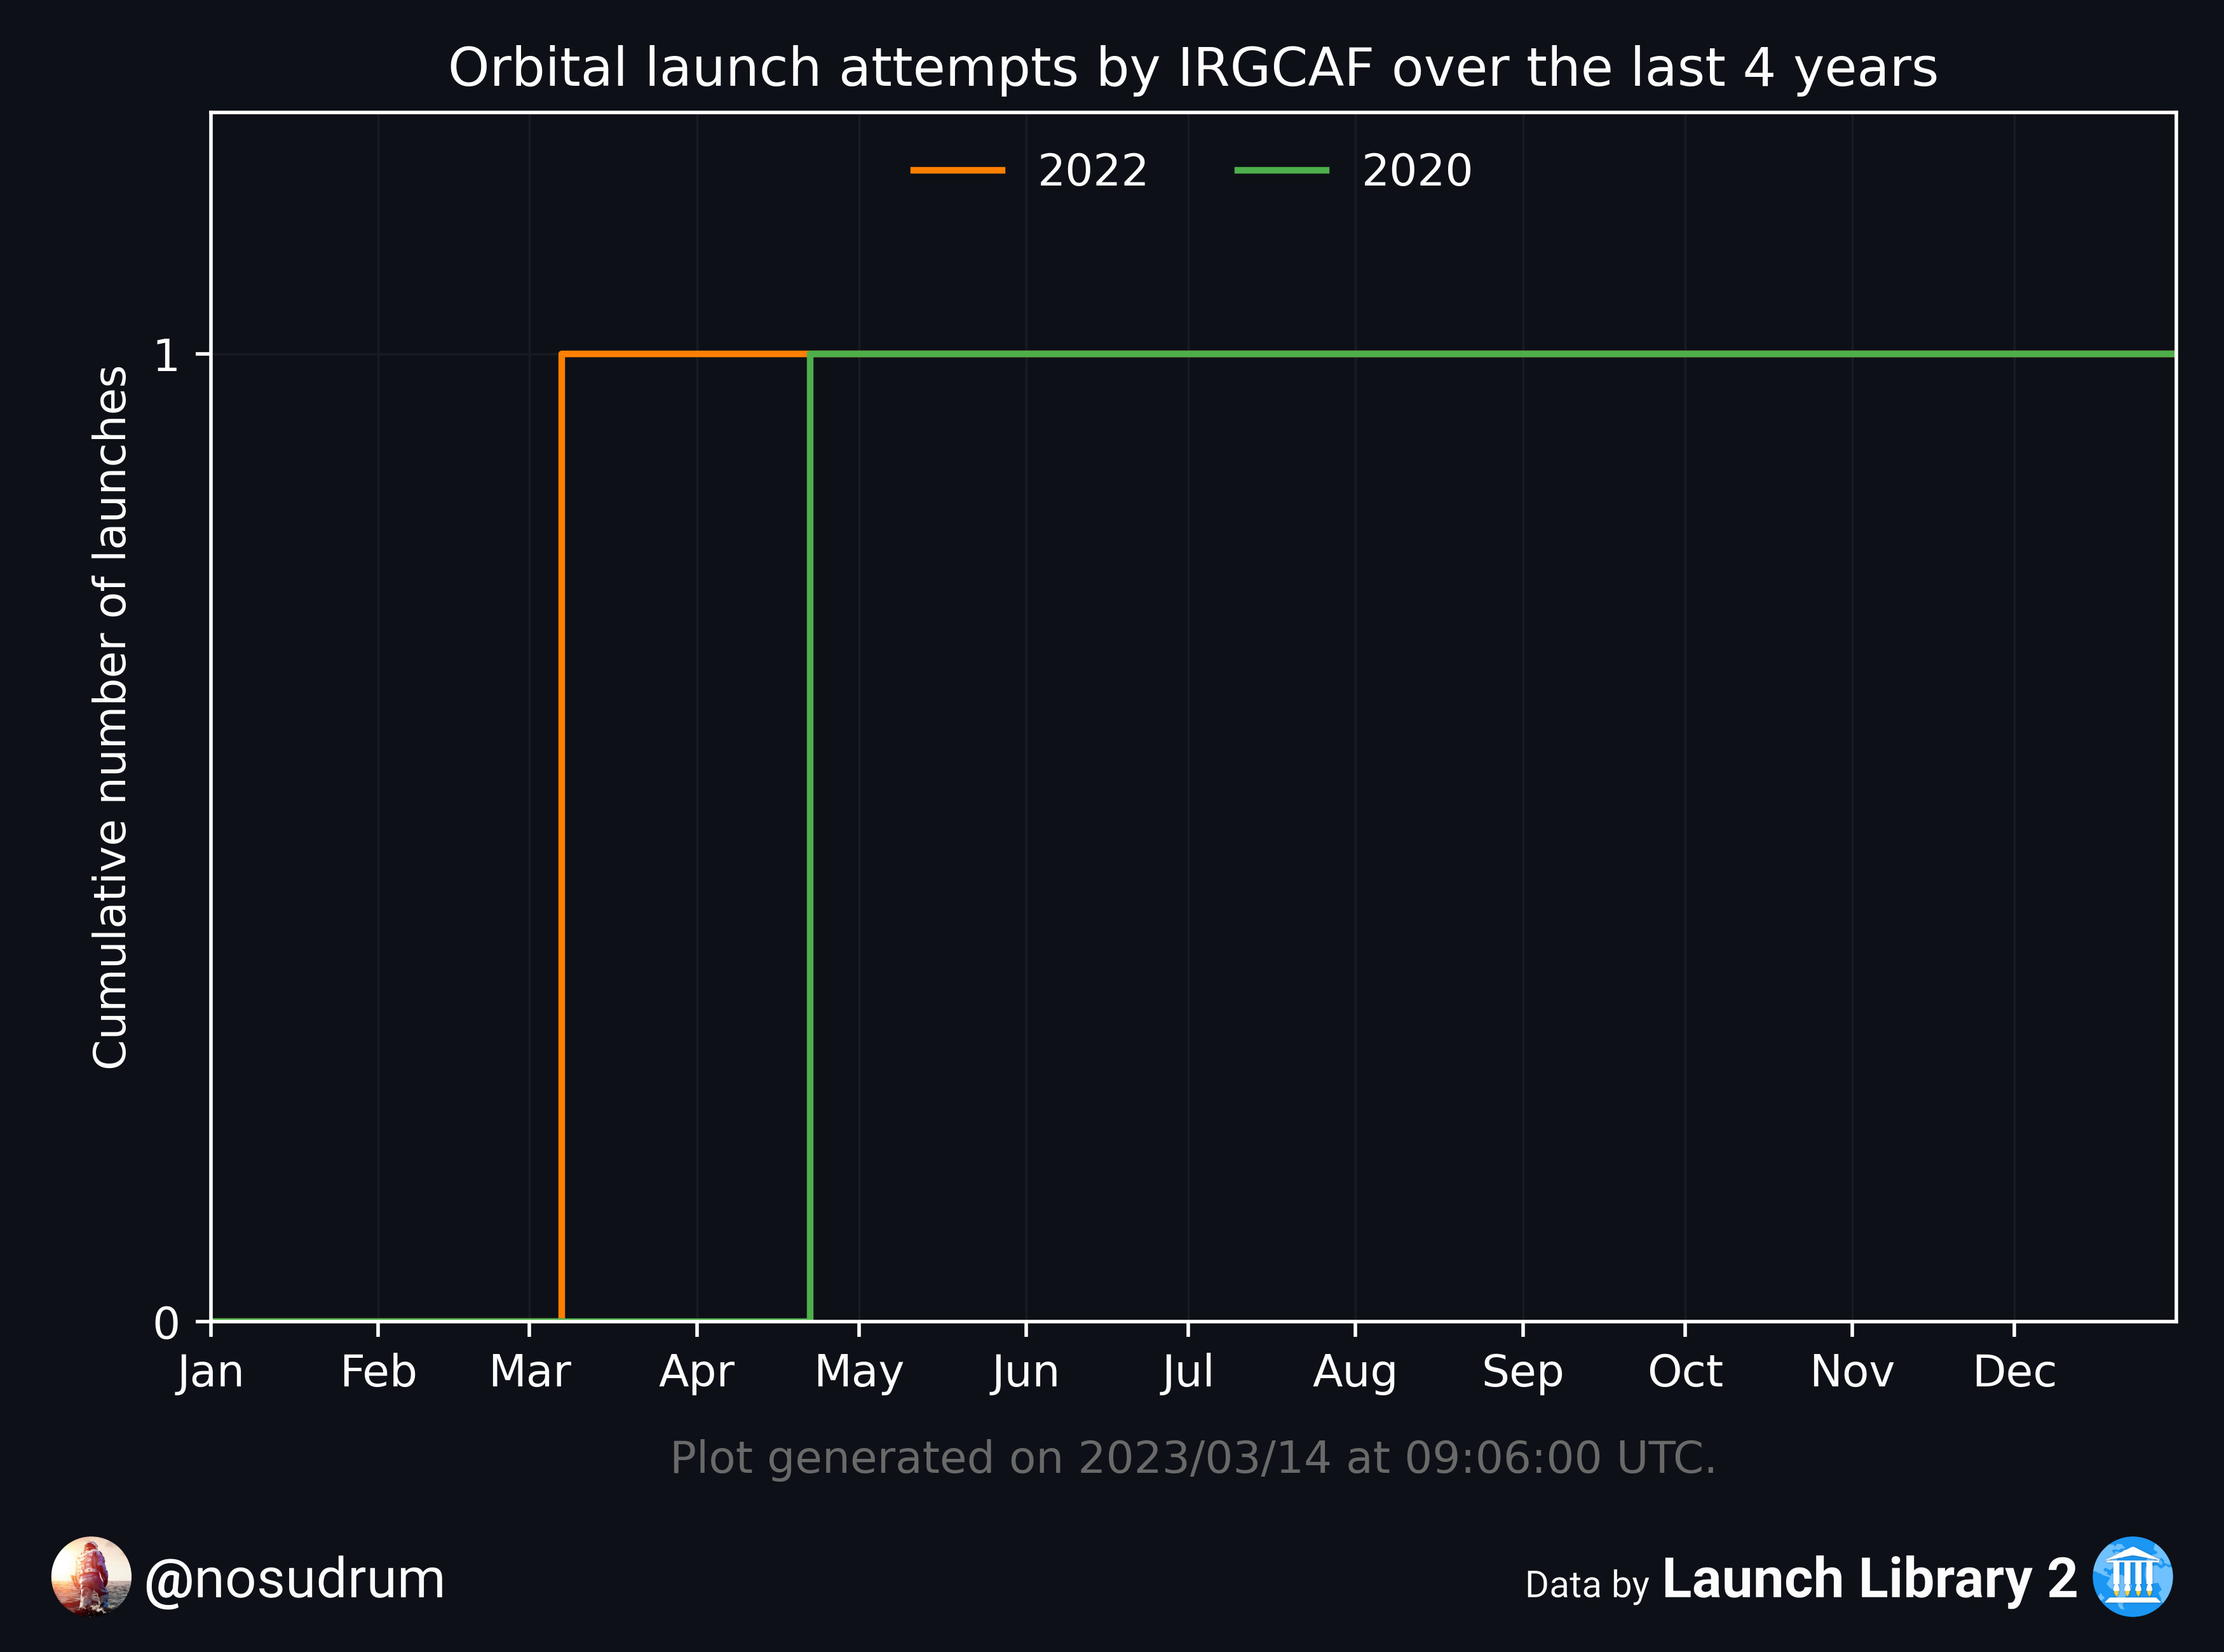 Orbital launch attempts by IRGCAF over the last 4 years
2022 2020
Cumulative number of launches
1
0
Jan Feb Mar Apr May Jun Jul Aug Sep Oct Nov Dec
Plot generated on 2023/03/14 at 09:06:00 UTC.
@nosudrum
Data by Launch Library 2